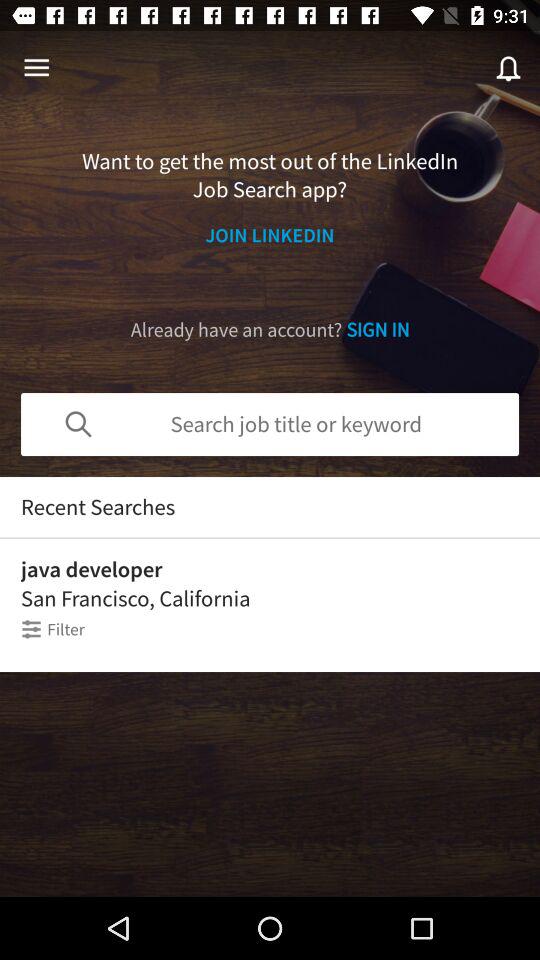 9:31
Want to get the most out of the LinkedIn
Job Search app?
JOIN LINKEDIN
Already have an account? SIGN IN
Search job title or keyword
Recent Searches
java developer
San Francisco, California
Filter